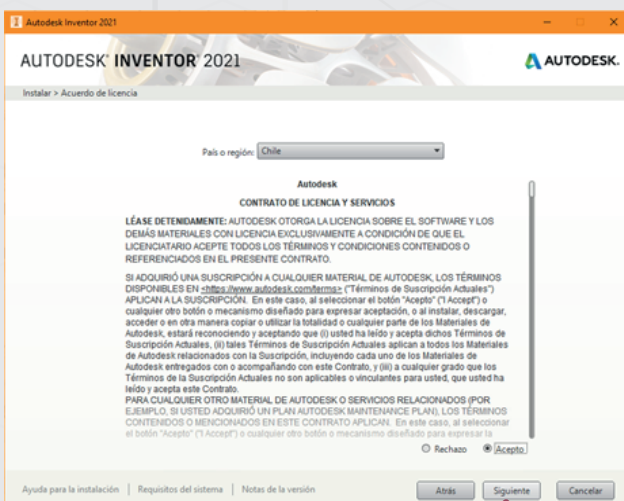 Autodesk Inventor 2021
AUTODESK® INVENTOR® 2021
AUTODESK.
Instalar > Acuerdo de licencia
País o región: Chile
Autodesk
CONTRATO DE LICENCIA Y SERVICIOS
LÉASE DETENIDAMENTE: AUTODESK OTORGA LA LICENCIA SOBRE EL SOFTWARE Y LOS
DEMÁS MATERIALES CON LICENCIA EXCLUSIVAMENTE A CONDICIÓN DE QUE EL
LICENCIATARIO ACEPTE TODOS LOS TÉRMINOS Y CONDICIONES CONTENIDOS O
REFERENCIADOS EN EL PRESENTE CONTRATO.
SI ADQUIRIÓ UNA SUSCRIPCIÓN A CUALQUIER MATERIAL DE AUTODESK, LOS TÉRMINOS
DISPONIBLES EN <https://www.autodesk.com/terms> ("Términos de Suscripción Actuales")
APLICAN A LA SUSCRIPCIÓN. En este caso, al seleccionar el botón "Acepto" ("I Accept") o
cualquier otro botón o mecanismo diseñado para expresar aceptación, o al instalar, descargar,
acceder o en otra manera copiar o utilizar la totalidad o cualquier parte de los Materiales de
Autodesk, estará reconociendo y aceptando que (i) usted ha leído y acepta dichos Términos de
Suscripción Actuales, (ii) tales Términos de Suscripción Actuales aplican a todos los Materiales
de Autodesk relacionados con la Suscripción, incluyendo cada uno de los Materiales de
Autodesk entregados con o acompañando con este Contrato, y (iii) a cualquier grado que los
Términos de la Suscripción Actuales no son aplicables o vinculantes para usted, que usted ha
leído y acepta este Contrato.
PARA CUALQUIER OTRO MATERIAL DE AUTODESK O SERVICIOS RELACIONADOS (POR
EJEMPLO, SI USTED ADQUIRIÓ UN PLAN AUTODESK MAINTENANCE PLAN), LOS TÉRMINOS
CONTENIDOS O MENCIONADOS EN ESTE CONTRATO APLICAN. En este caso, al seleccionar
el botón "Acepto" ("I Accept") o cualquier otro botón o mecanismo diseñado para expresar la
Rechazo Acepto
Ayuda para la instalación | Requisitos del sistema | Notas de la versión
Atrás Siguiente Cancelar